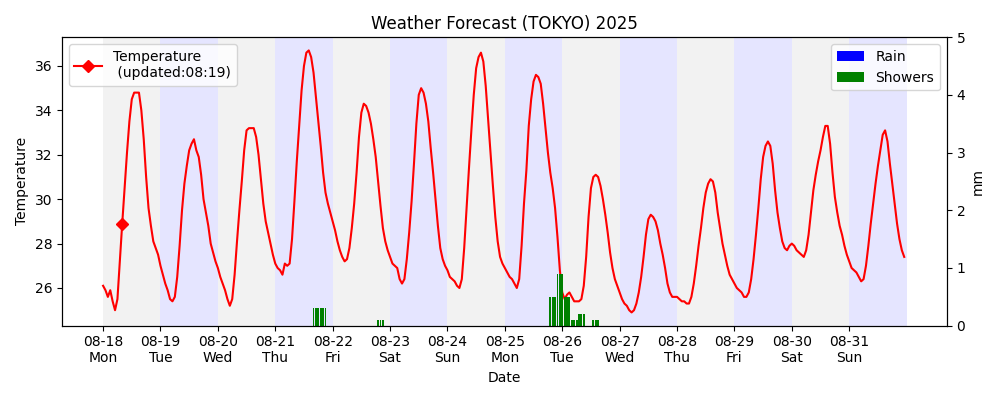 Weather Forecast (TOKYO) 2025
Temperature
(updated:08:19)
Rain
Showers
Temperature
36
34
32
30
28
26
5
4
3
2
1
0
mm
08-18 08-19 08-20 08-21 08-22 08-23 08-24 08-25 08-26 08-27 08-28 08-29 08-30 08-31
Mon Tue Wed Thu Fri Sat Sun Mon Tue Wed Thu Fri Sat Sun
Date